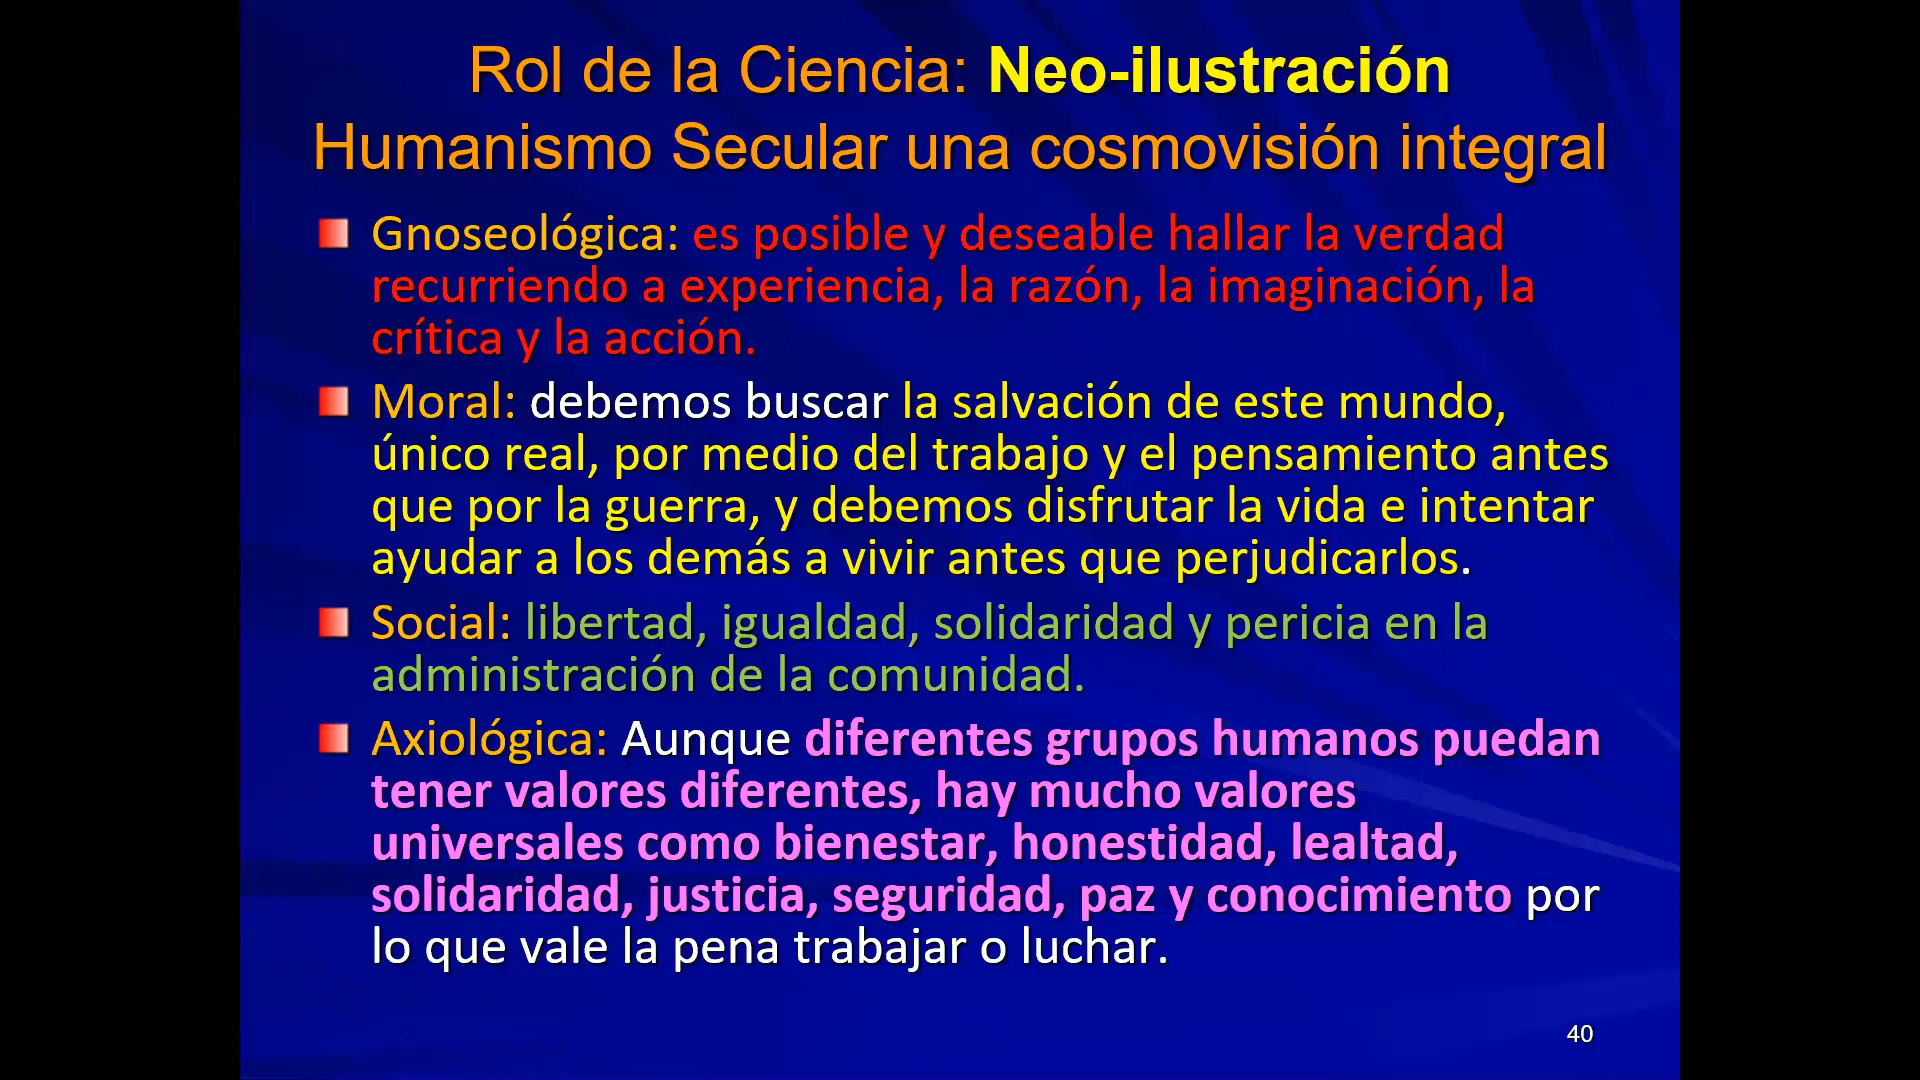 Rol de la Ciencia: Neo-ilustración
Humanismo Secular una cosmovisión integral
Gnoseológica: es posible y deseable hallar la verdad
recurriendo a experiencia, la razón, la imaginación, la
crítica y la acción.
Moral: debemos buscar la salvación de este mundo,
único real, por medio del trabajo y el pensamiento antes
que por la guerra, y debemos disfrutar la vida e intentar
ayudar a los demás a vivir antes que perjudicarlos.
Social: libertad, igualdad, solidaridad y pericia en la
administración de la comunidad.
Axiológica: Aunque diferentes grupos humanos puedan
tener valores diferentes, hay mucho valores
universales como bienestar, honestidad, lealtad,
solidaridad, justicia, seguridad, paz y conocimiento por
lo que vale la pena trabajar o luchar.
40